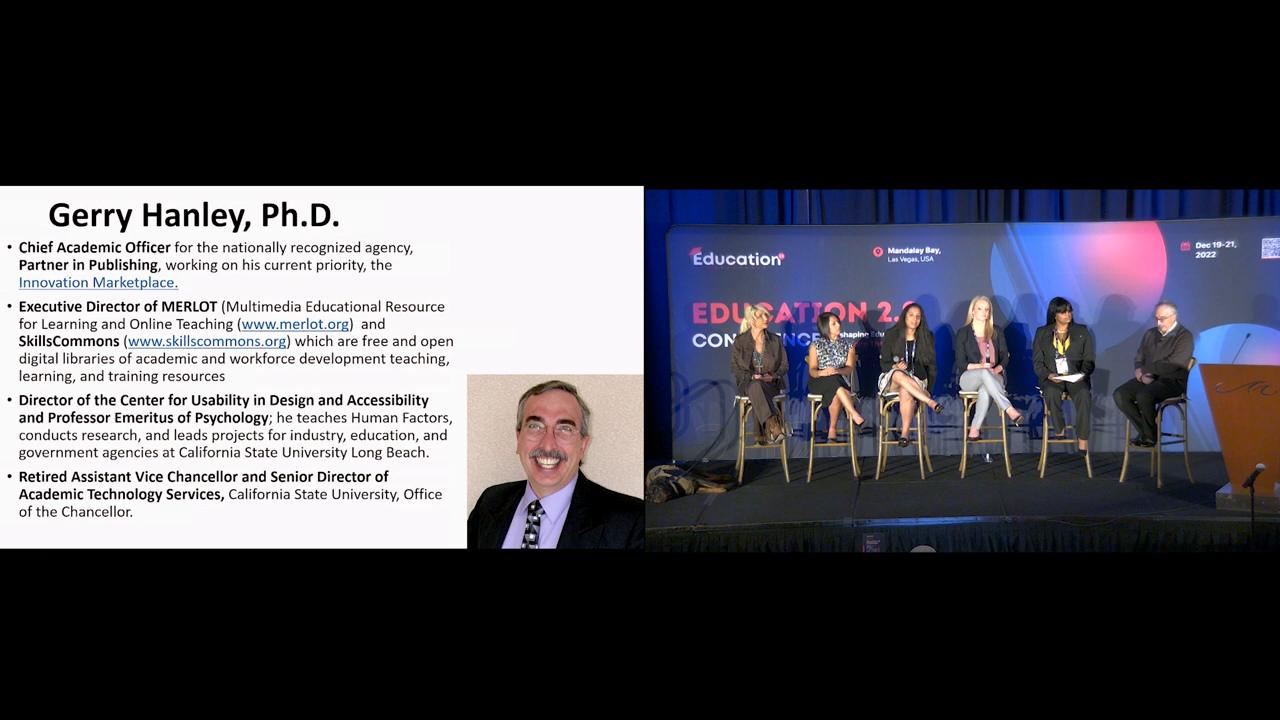 Gerry Hanley, Ph.D.
• Chief Academic Officer for the nationally recognized agency,
Partner in Publishing, working on his current priority, the
Innovation Marketplace.
• Executive Director of MERLOT (Multimedia Educational Resource
for Learning and Online Teaching (www.merlot.org) and
SkillsCommons (www.skillscommons.org) which are free and open
digital libraries of academic and workforce development teaching,
learning, and training resources
• Director of the Center for Usability in Design and Accessibility
and Professor Emeritus of Psychology; he teaches Human Factors,
conducts research, and leads projects for industry, education, and
government agencies at California State University Long Beach.
• Retired Assistant Vice Chancellor and Senior Director of
Academic Technology Services, California State University, Office
of the Chancellor.
Education
Mandalay Bay,
Las Vegas, USA
Dec 19-21,
2022
EDUCATION 2.